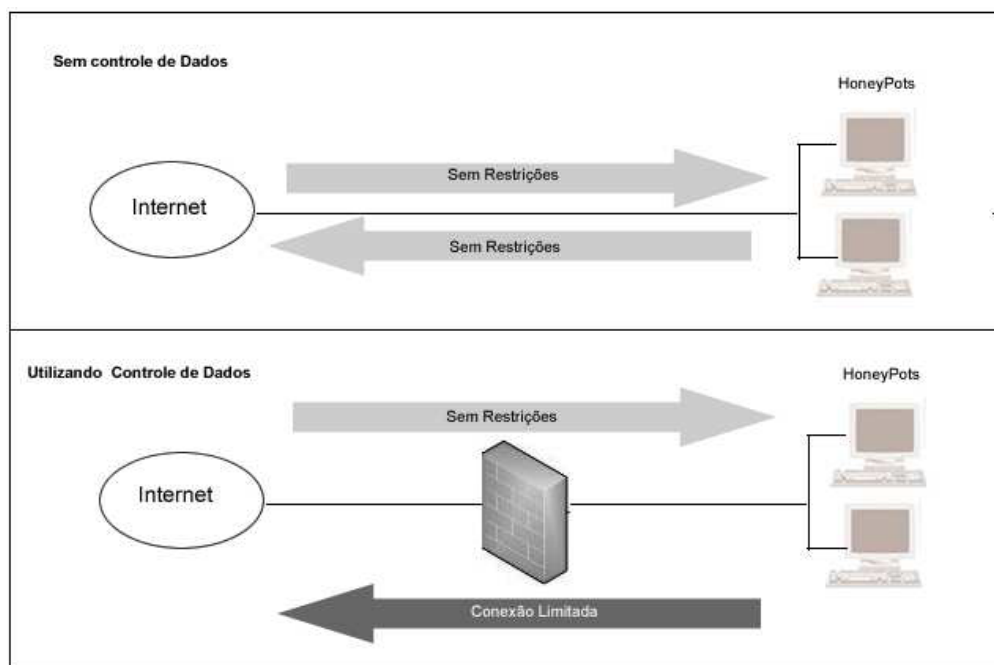 Sem controle de Dados
HoneyPots
Sem Restrições
Internet
Sem Restrições
Utilizando Controle de Dados
HoneyPots
Sem Restrições
Internet
Conexão Limitada